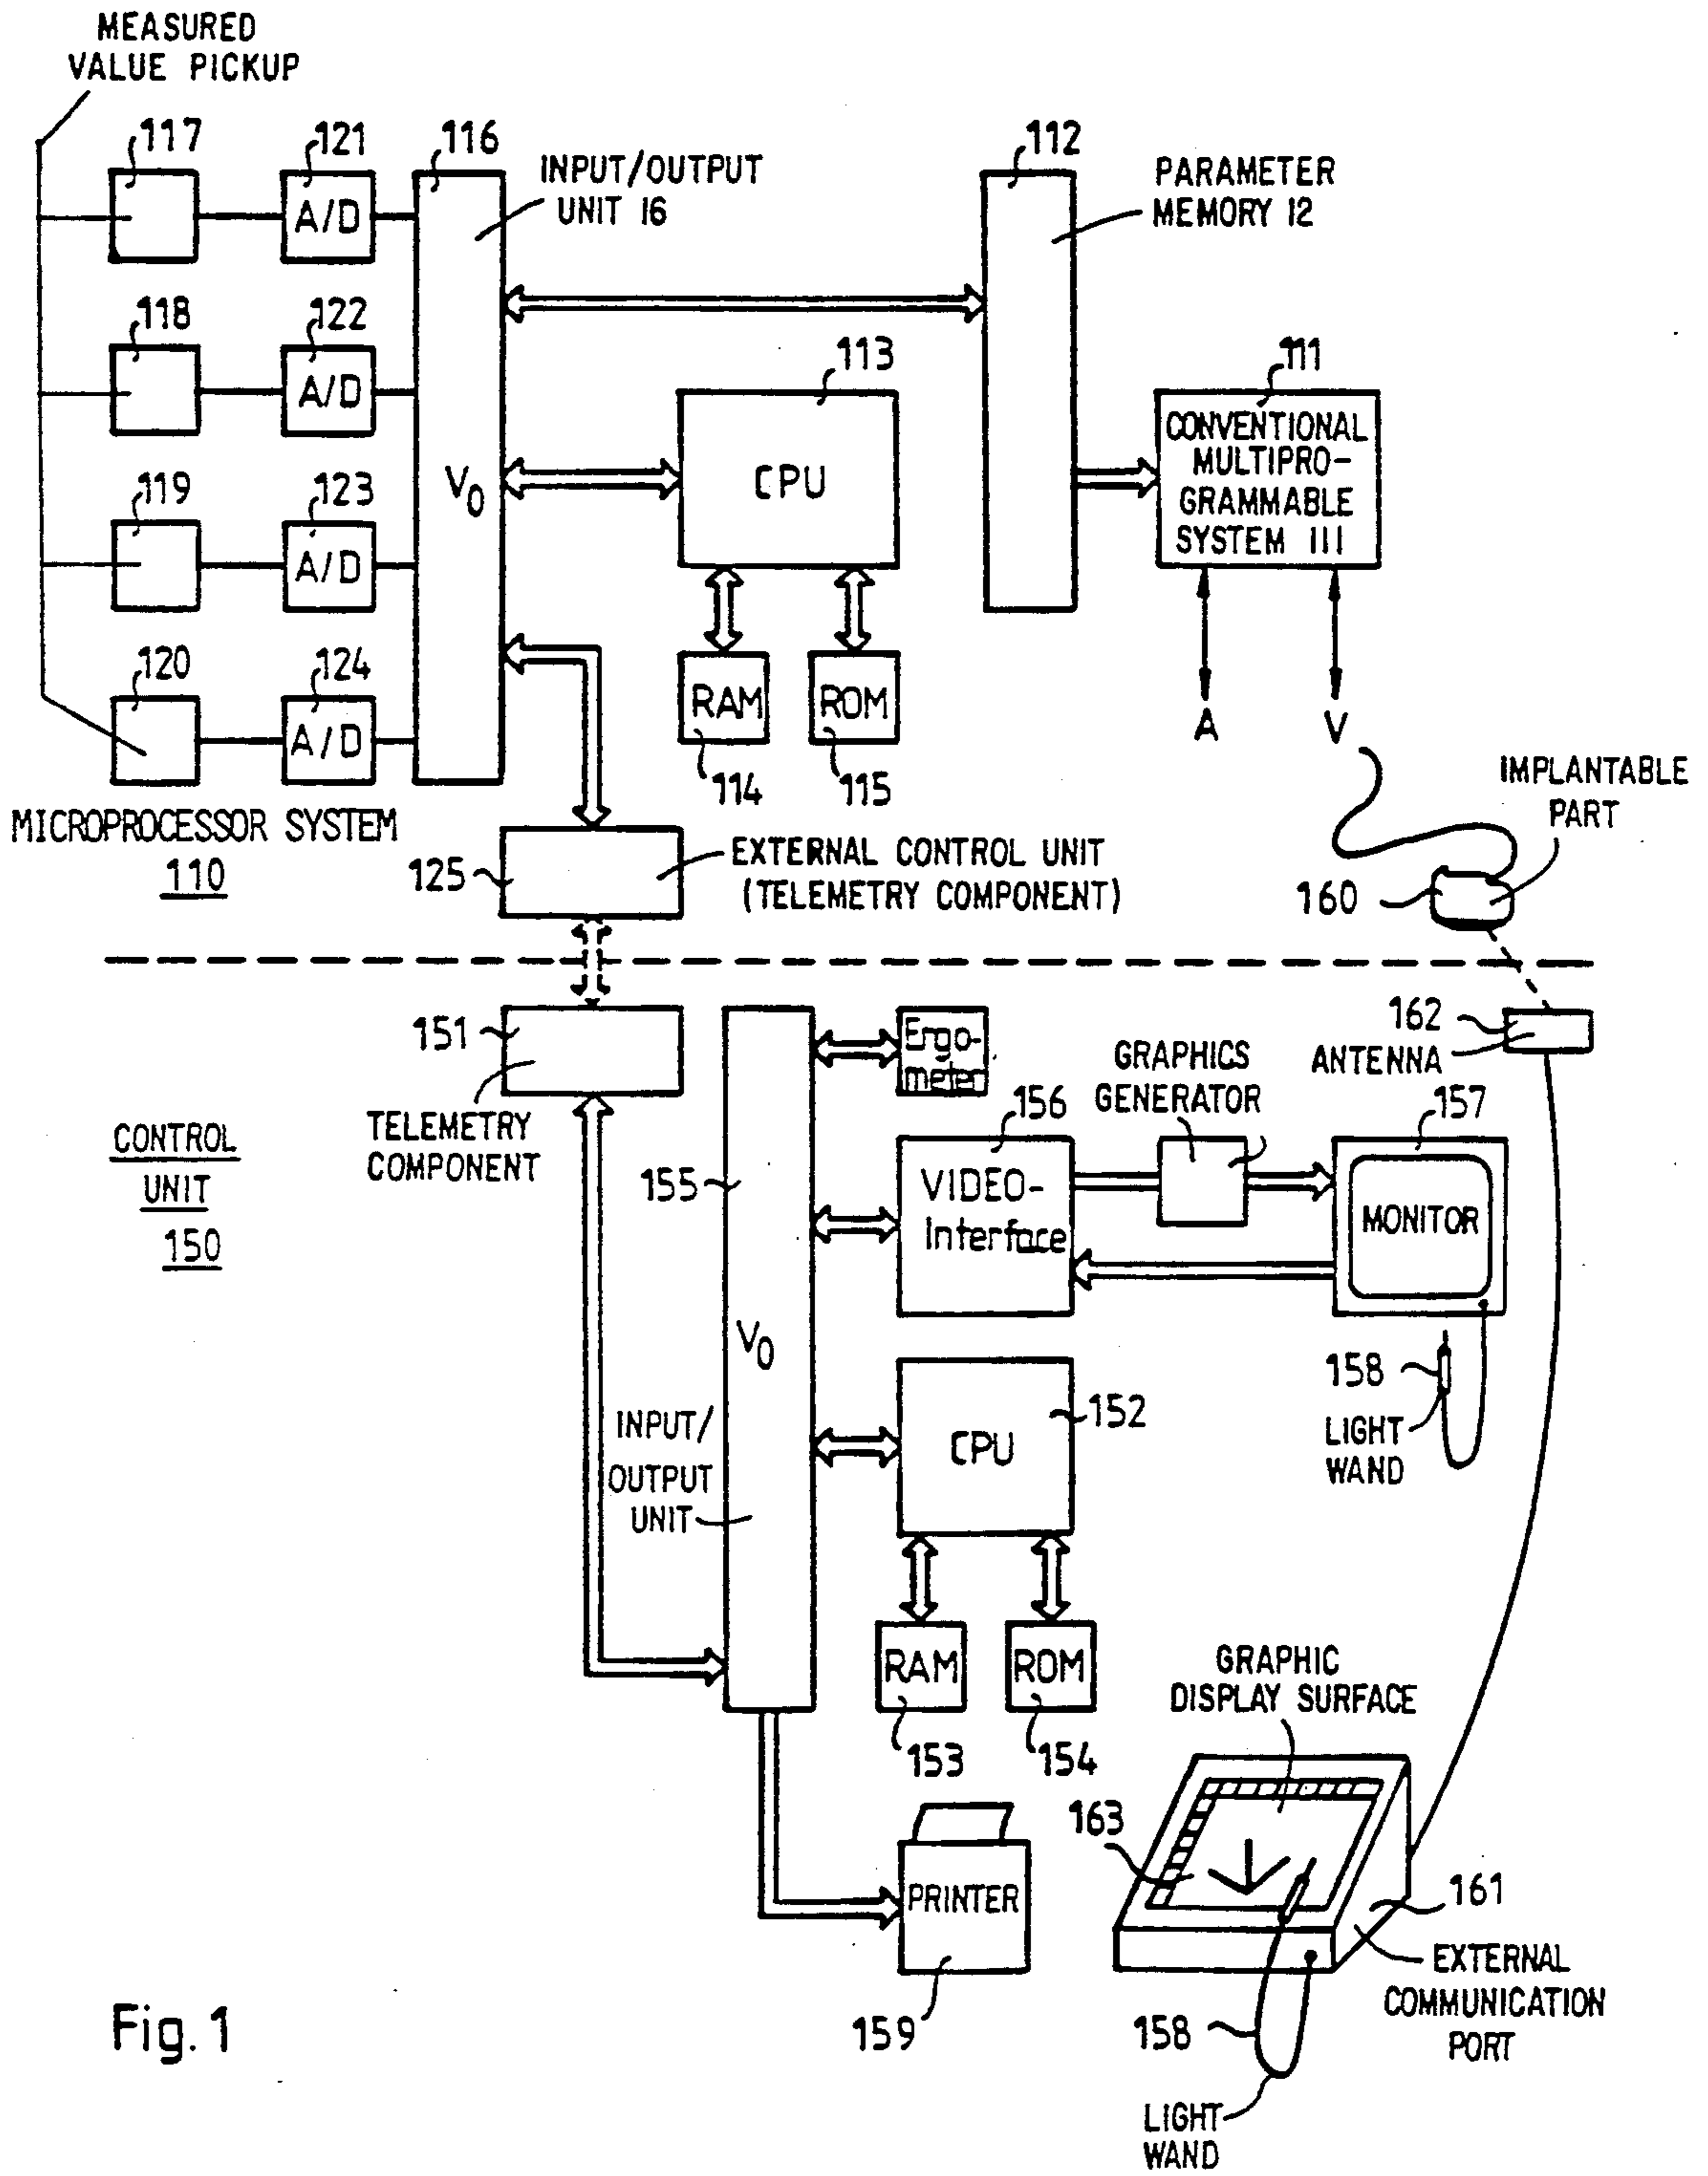 MEASURED
VALUE PICKUP
117
121
116
INPUT/OUTPUT
UNIT 16
112
PARAMETER
MEMORY 12
A/D
118
122
A/D
113
111
CONVENTIONAL
MULTIPRO-
GRAMMABLE
SYSTEM 111
119
123
A/D
V0
CPU
120
124
A/D
RAM
ROM
114
115
A
V
MICROPROCESSOR SYSTEM
110
125
EXTERNAL CONTROL UNIT
(TELEMETRY COMPONENT)
IMPLANTABLE
PART
160
151
TELEMETRY
COMPONENT
Ergo-
meter
162
ANTENNA
GRAPHICS
GENERATOR
156
157
CONTROL
UNIT
150
155
VIDEO-
Interface
MONITOR
V0
158
LIGHT
WAND
INPUT/
OUTPUT
UNIT
CPU
152
RAM
ROM
153
154
GRAPHIC
DISPLAY SURFACE
163
161
PRINTER
159
EXTERNAL
COMMUNICATION
PORT
158
LIGHT
WAND
Fig. 1